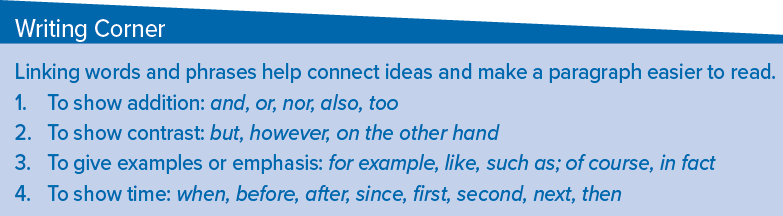 Writing Corner
Linking words and phrases help connect ideas and make a paragraph easier to read.
1. To show addition: and, or, nor, also, too
2. To show contrast: but, however, on the other hand
3. To give examples or emphasis: for example, like, such as; of course, in fact
4. To show time: when, before, after, since, first, second, next, then